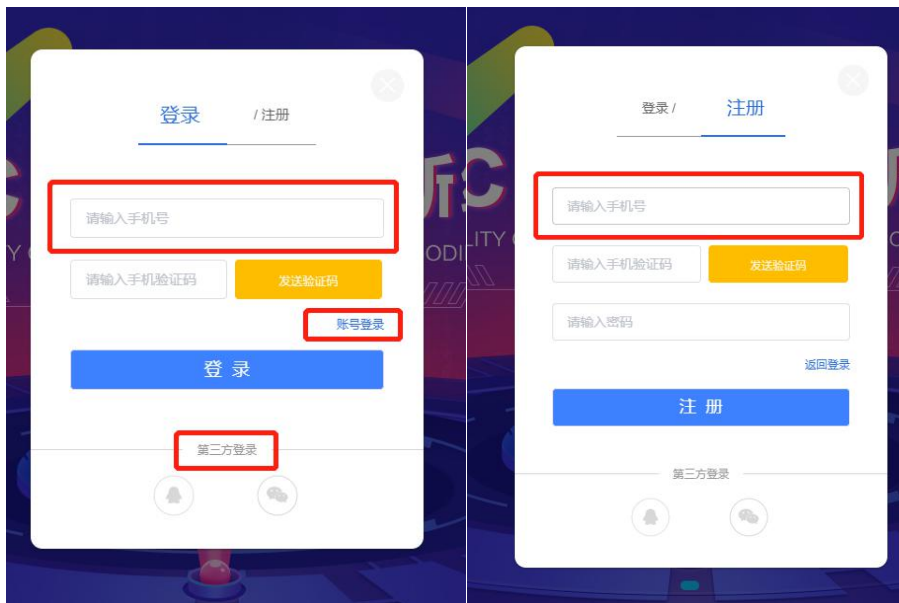 登录 / 注册
请输入手机号
请输入手机验证码 发送验证码
账号登录
登 录
第三方登录
登录 / 注册
请输入手机号
请输入手机验证码 发送验证码
请输入密码
返回登录
注 册
第三方登录
C
Y
ODI
C
LITY
C